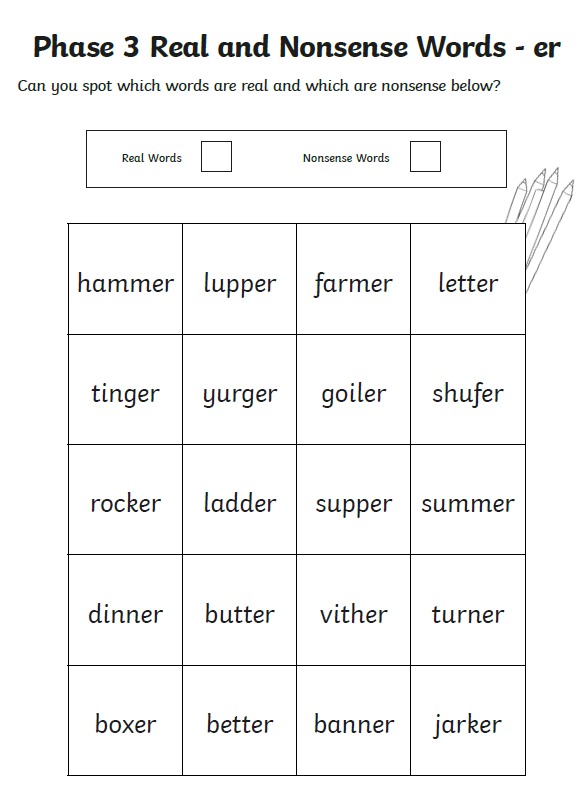 Phase 3 Real and Nonsense Words - er
Can you spot which words are real and which are nonsense below?
Real Words Nonsense Words
hammer lupper farmer letter
tinger yurger goiler shufer
rocker ladder supper summer
dinner butter vither turner
boxer better banner jarker